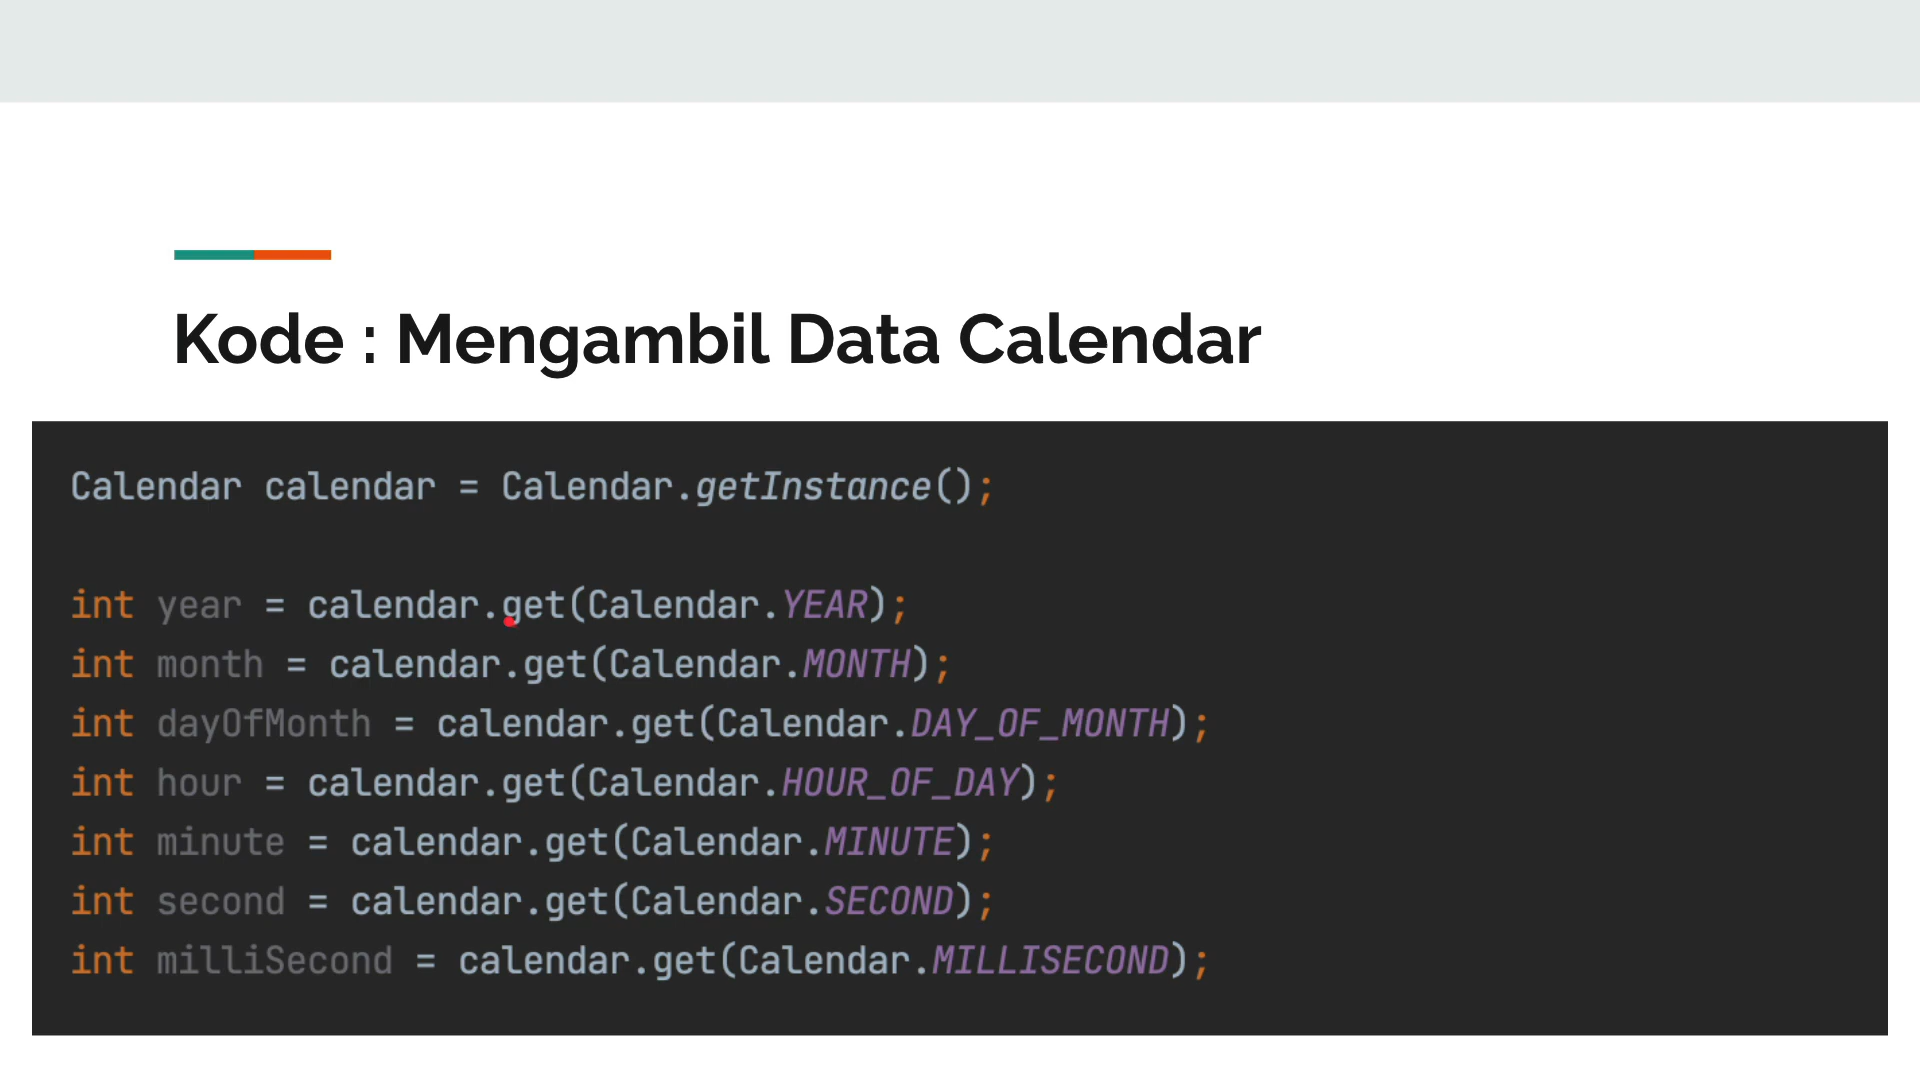 Kode : Mengambil Data Calendar
Calendar calendar = Calendar.getInstance();
int year = calendar.get(Calendar.YEAR);
int month = calendar.get(Calendar.MONTH);
int dayOfMonth = calendar.get(Calendar.DAY_OF_MONTH);
int hour = calendar.get(Calendar.HOUR_OF_DAY);
int minute = calendar.get(Calendar.MINUTE);
int second = calendar.get(Calendar.SECOND);
int milliSecond = calendar.get(Calendar.MILLISECOND);